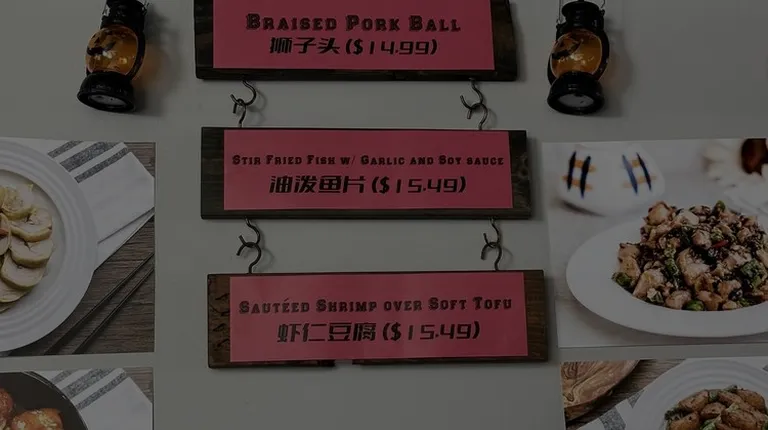 BRAISED PORK BALL
狮子头 ($14.99)
STIR FRIED FISH W/ GARLIC AND SOY SAUCE
油泼鱼片 ($15.49)
SAUTÉED SHRIMP OVER SOFT TOFU
虾仁豆腐 ($15.49)